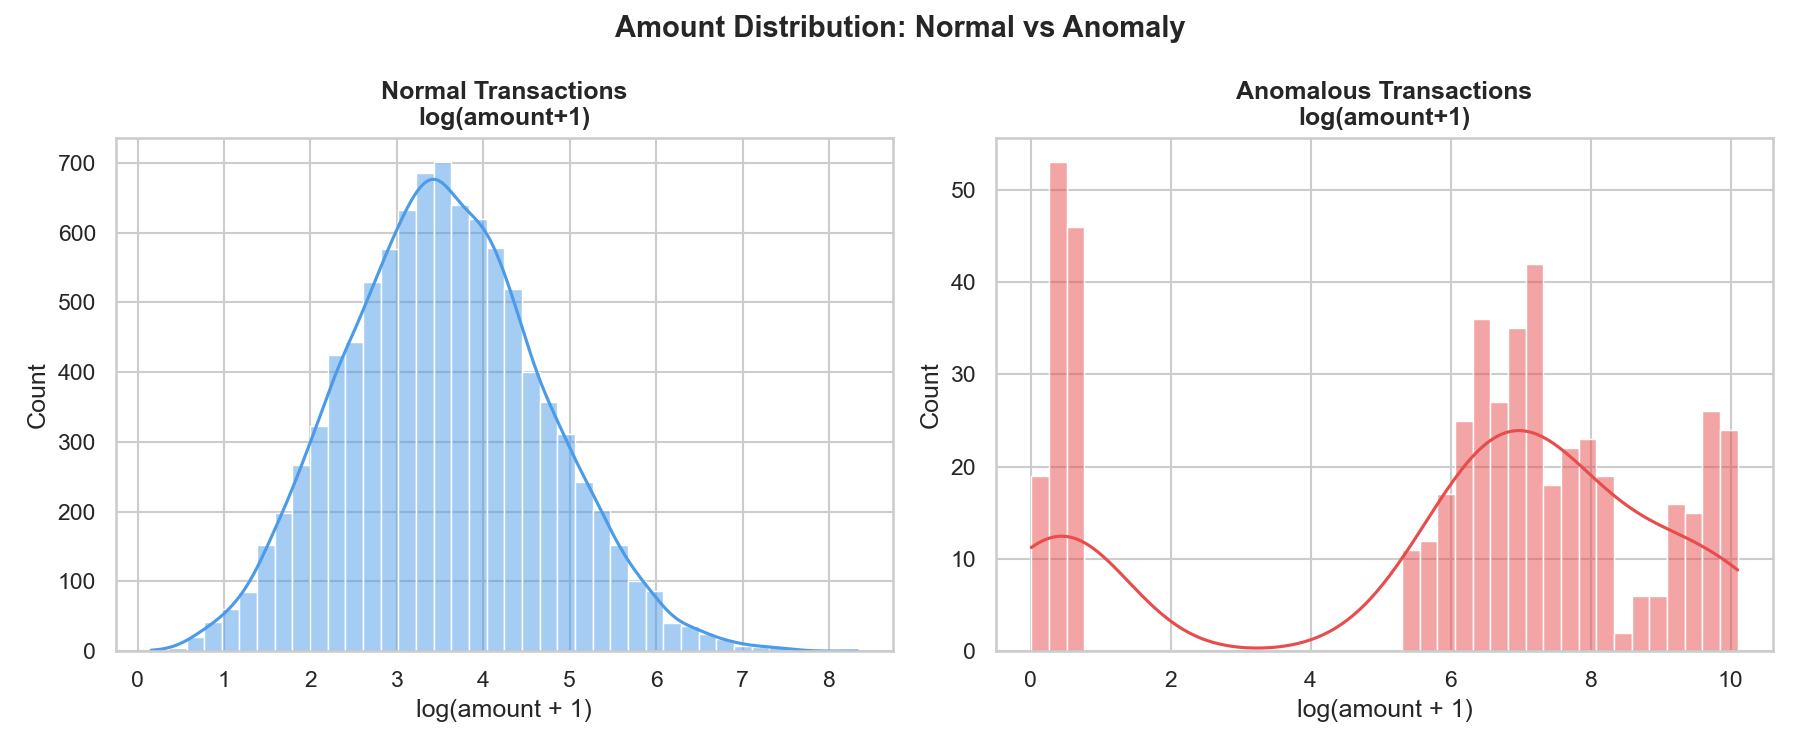 Amount Distribution: Normal vs Anomaly
Normal Transactions
log(amount+1)
Count
700
600
500
400
300
200
100
0
0 1 2 3 4 5 6 7 8
log(amount + 1)
Anomalous Transactions
log(amount+1)
Count
50
40
30
20
10
0
0 2 4 6 8 10
log(amount + 1)